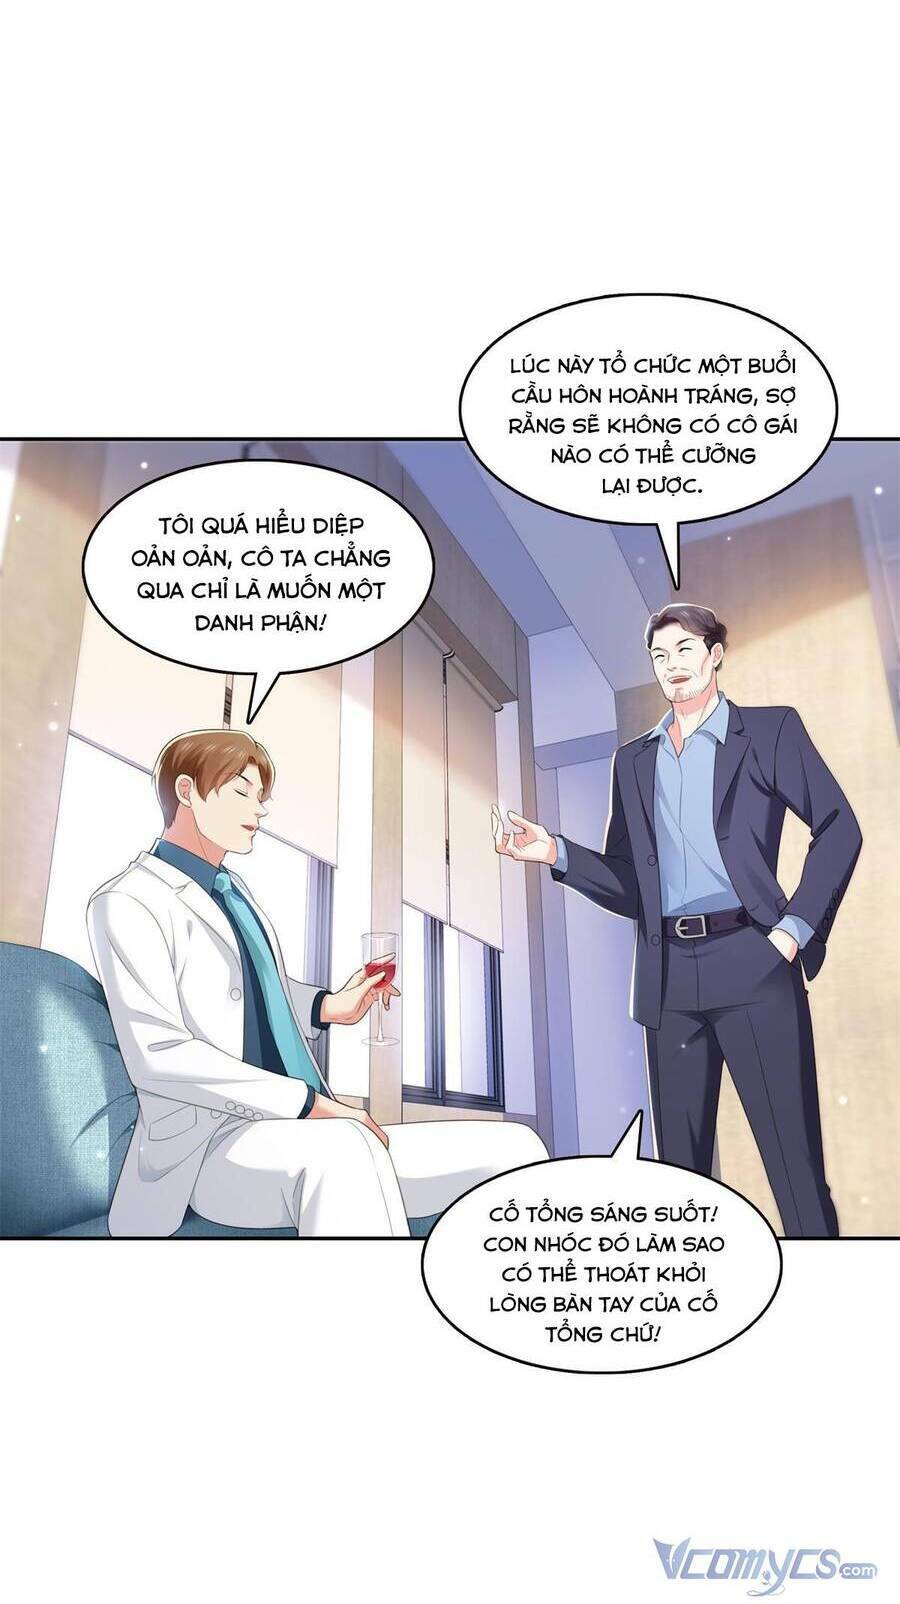 LÚC NÀY TỔ CHỨC MỘT BUỔI
CẦU HÔN HOÀNH TRÁNG, SỢ
RẰNG SẼ KHÔNG CÓ CÔ GÁI
NÀO CÓ THỂ CƯỠNG
LẠI ĐƯỢC.
TÔI QUÁ HIỂU DIỆP
OẢN OẢN, CÔ TA CHẲNG
QUA CHỈ LÀ MUỐN MỘT
DANH PHẬN!
CỐ TỔNG SÁNG SUỐT!
CON NHÓC ĐÓ LÀM SAO
CÓ THỂ THOÁT KHỎI
LÒNG BÀN TAY CỦA CỐ
TỔNG CHỨ!
VCOMYCS.com